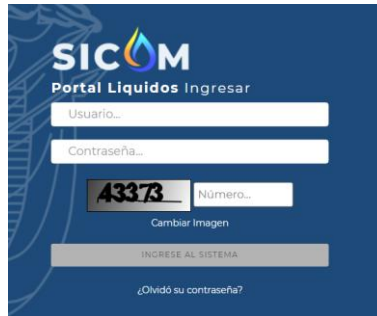 SICOM
Portal Liquidos Ingresar
Usuario...
Contraseña...
43373 Número...
Cambiar Imagen
INGRESE AL SISTEMA
¿Olvidó su contraseña?